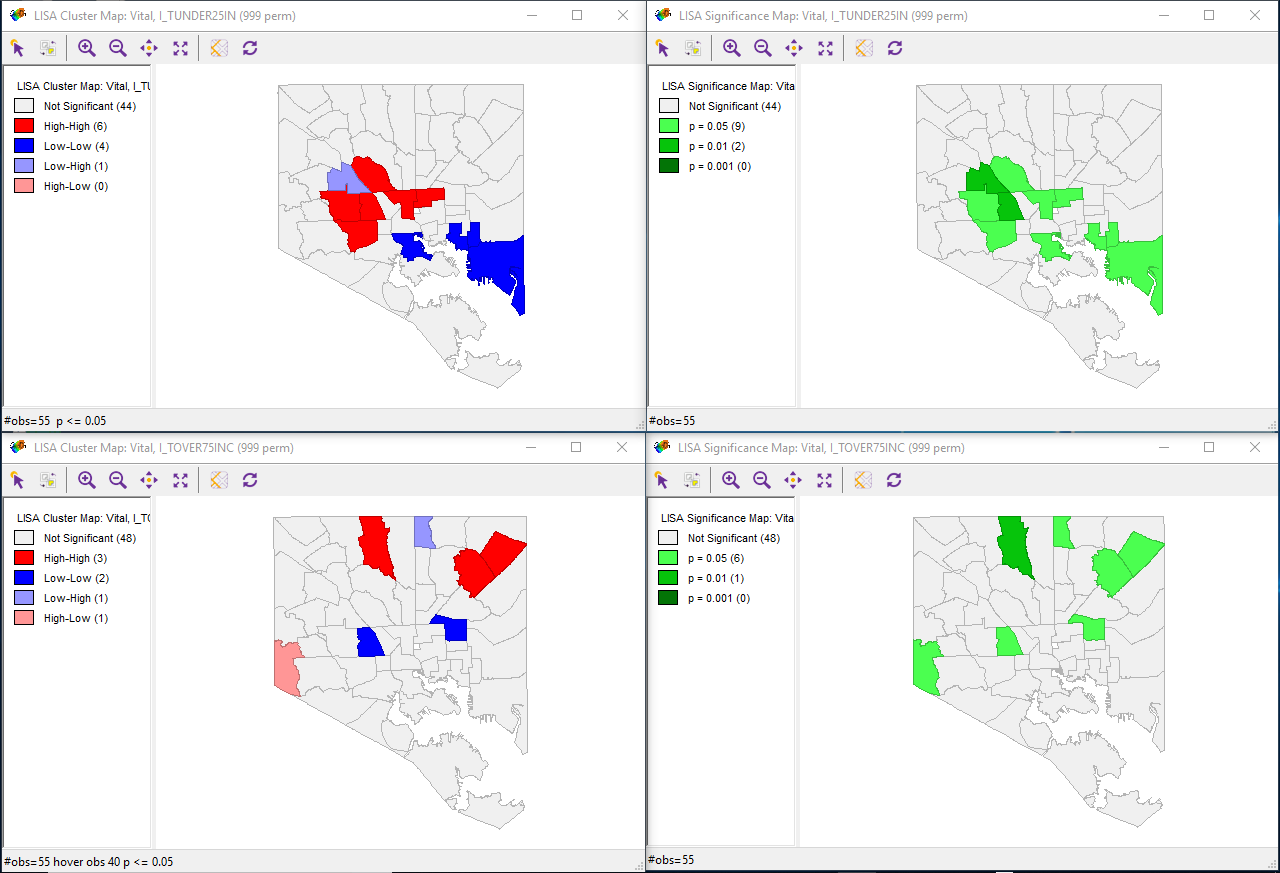 LISA Cluster Map: Vital, I_TUNDER25IN (999 perm)
LISA Cluster Map: Vital, I_TU
Not Significant (44)
High-High (6)
Low-Low (4)
Low-High (1)
High-Low (0)
#obs=55 p <= 0.05
LISA Significance Map: Vital, I_TUNDER25IN (999 perm)
LISA Significance Map: Vita
Not Significant (44)
p = 0.05 (9)
p = 0.01 (2)
p = 0.001 (0)
#obs=55
LISA Cluster Map: Vital, I_TOVER75INC (999 perm)
LISA Cluster Map: Vital, I_TO
Not Significant (48)
High-High (3)
Low-Low (2)
Low-High (1)
High-Low (1)
#obs=55 hover obs 40 p <= 0.05
LISA Significance Map: Vital, I_TOVER75INC (999 perm)
LISA Significance Map: Vita
Not Significant (48)
p = 0.05 (6)
p = 0.01 (1)
p = 0.001 (0)
#obs=55